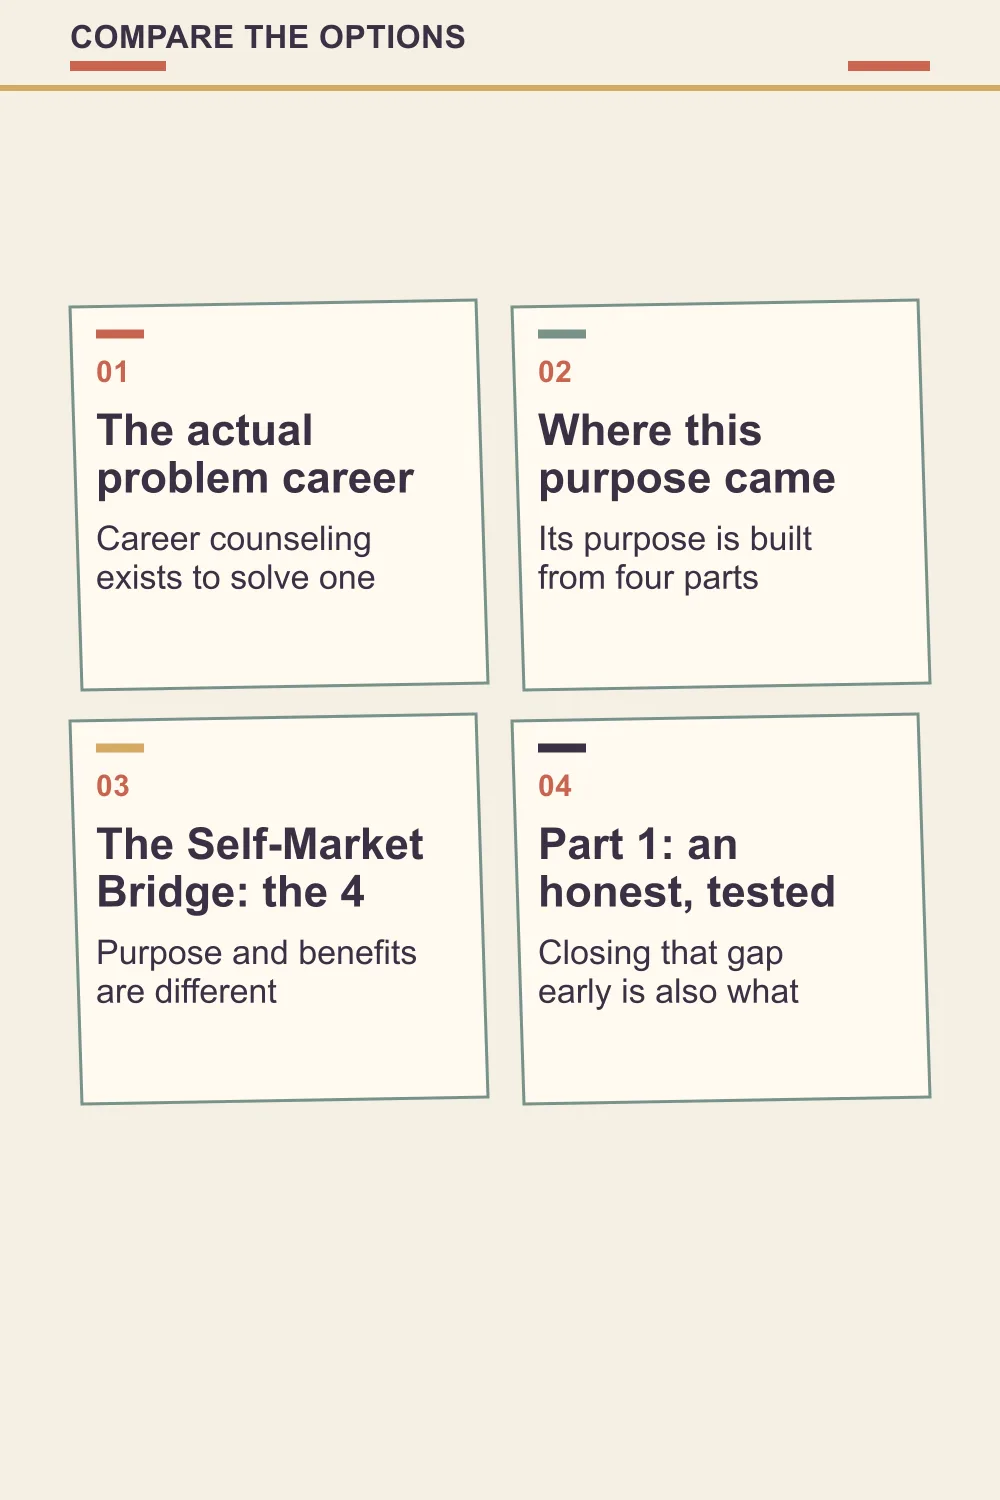 COMPARE THE OPTIONS
01
The actual
problem career
Career counseling
exists to solve one
02
Where this
purpose came
Its purpose is built
from four parts
03
The Self-Market
Bridge: the 4
Purpose and benefits
are different
04
Part 1: an
honest, tested
Closing that gap
early is also what